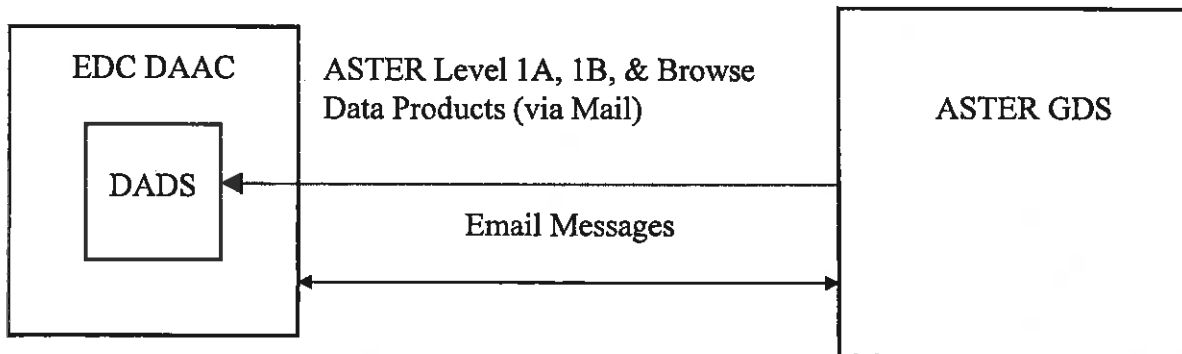 EDC DAAC
DADS
ASTER Level 1A, 1B, & Browse
Data Products (via Mail)
Email Messages
ASTER GDS